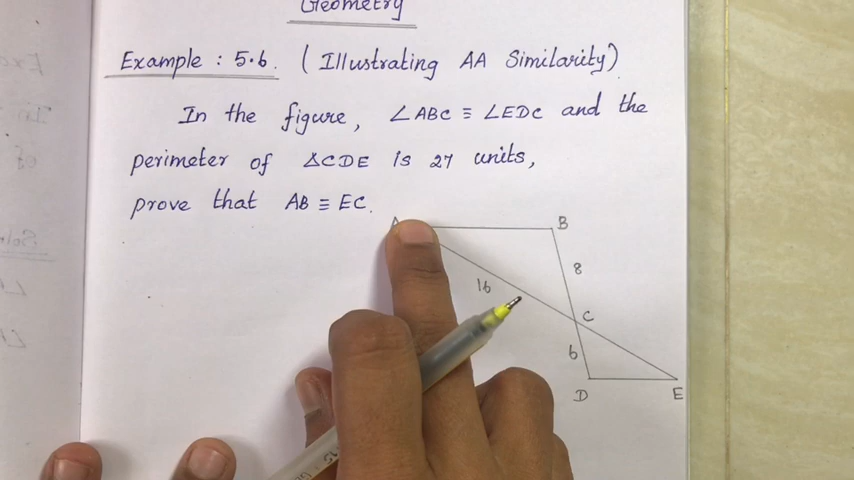 Geometry
Example : 5.6. (Illustrating AA Similarity)
In the figure, ∠ABC ≡ ∠EDC and the
perimeter of ΔCDE is 27 units,
prove that AB ≡ EC.
A
B
8
16
C
6
D
E